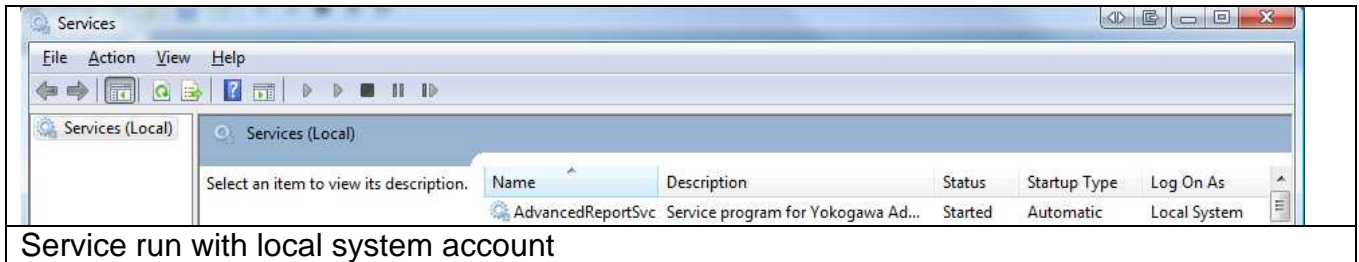 Services
File Action View Help
Services (Local)
Services (Local)
Select an item to view its description.
Name Description Status Startup Type Log On As
AdvancedReportSvc Service program for Yokogawa Ad... Started Automatic Local System
Service run with local system account